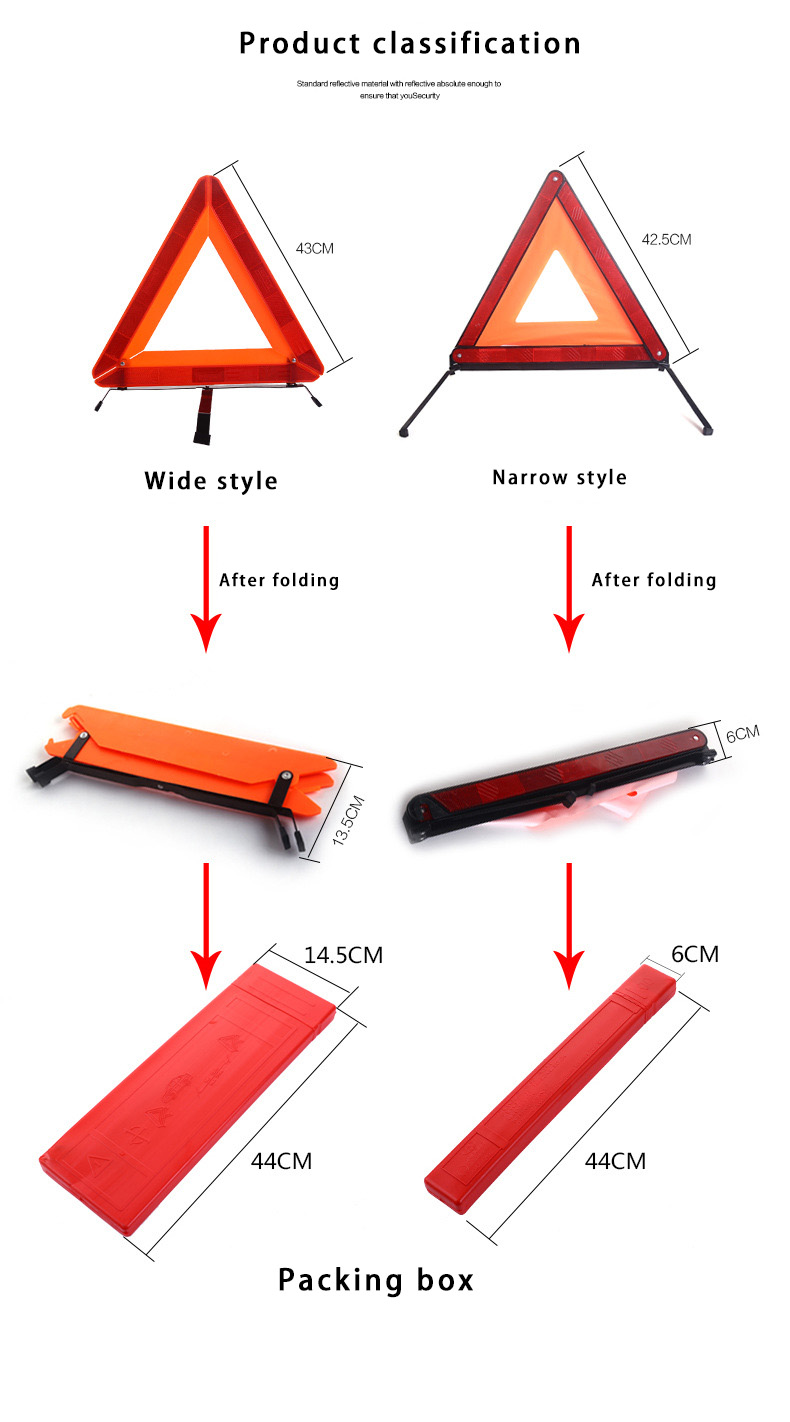 Product classification
Standard reflective material with reflective absolute enough to
ensure that youSecurity
43CM
42.5CM
Wide style
Narrow style
After folding
After folding
13.5CM
6CM
14.5CM
6CM
44CM
44CM
Packing box